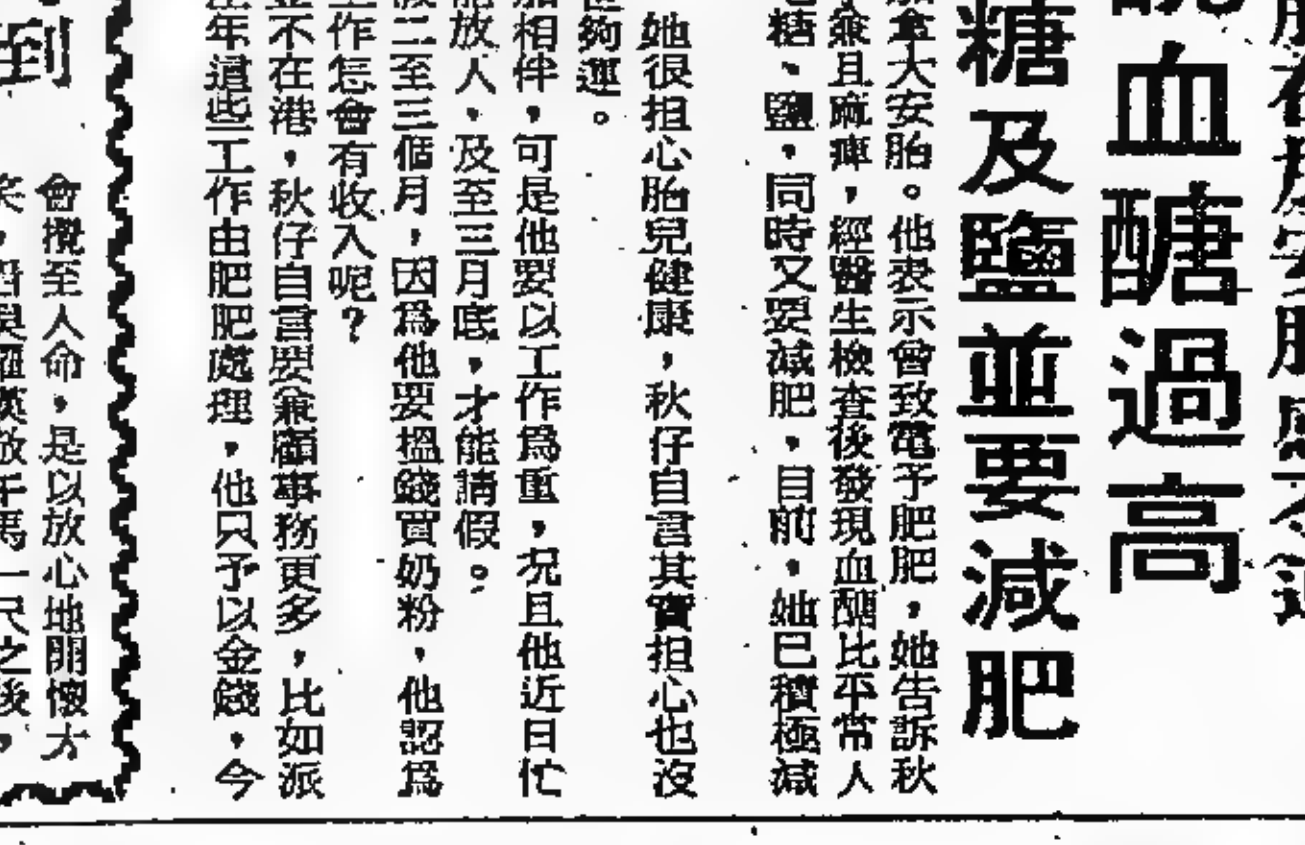 血醣過高
糖及鹽並要減肥
大安胎。他表示曾致電予肥肥，她告訴秋
兼且麻痺，經醫生檢查後發現血醣比平常人
糖、鹽，同時又要減肥，目前，她已積極減
她很担心胎兒健康，秋仔自言其實担心也沒
夠運。
相伴，可是他要以工作為重，況且他近日忙
放人，及至三月底，才能請假。
二至三個月，因為他要搵錢買奶粉，他認為
作怎會有收入呢？
不在港，秋仔自言要兼顧事務更多，比如派
年這些工作由肥肥處理，他只予以金錢，今
到
會攪至人命，是以放心地開懷大
之後，